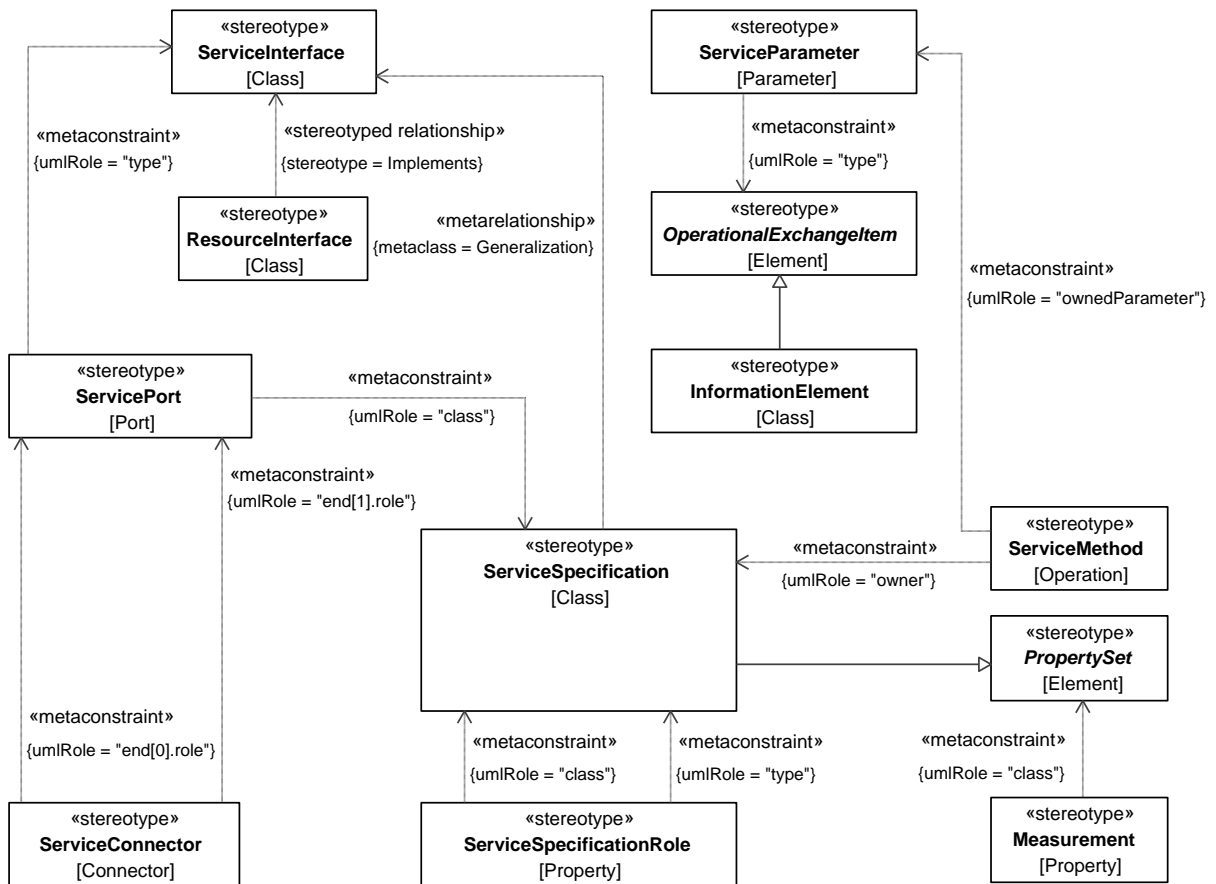 «stereotype»
ServiceInterface
[Class]
«stereotype»
ServiceParameter
[Parameter]
«metaconstraint»
{umlRole = "type"}
«stereotyped relationship»
{stereotype = Implements}
«metaconstraint»
{umlRole = "type"}
«stereotype»
ResourceInterface
[Class]
«metarelationship»
{metaclass = Generalization}
«stereotype»
OperationalExchangeItem
[Element]
«metaconstraint»
{umlRole = "ownedParameter"}
«stereotype»
ServicePort
[Port]
«metaconstraint»
{umlRole = "class"}
«stereotype»
InformationElement
[Class]
«metaconstraint»
{umlRole = "end[1].role"}
«stereotype»
ServiceSpecification
[Class]
«metaconstraint»
{umlRole = "owner"}
«stereotype»
ServiceMethod
[Operation]
«stereotype»
PropertySet
[Element]
«metaconstraint»
{umlRole = "end[0].role"}
«metaconstraint»
{umlRole = "class"}
«metaconstraint»
{umlRole = "type"}
«metaconstraint»
{umlRole = "class"}
«stereotype»
ServiceConnector
[Connector]
«stereotype»
ServiceSpecificationRole
[Property]
«stereotype»
Measurement
[Property]